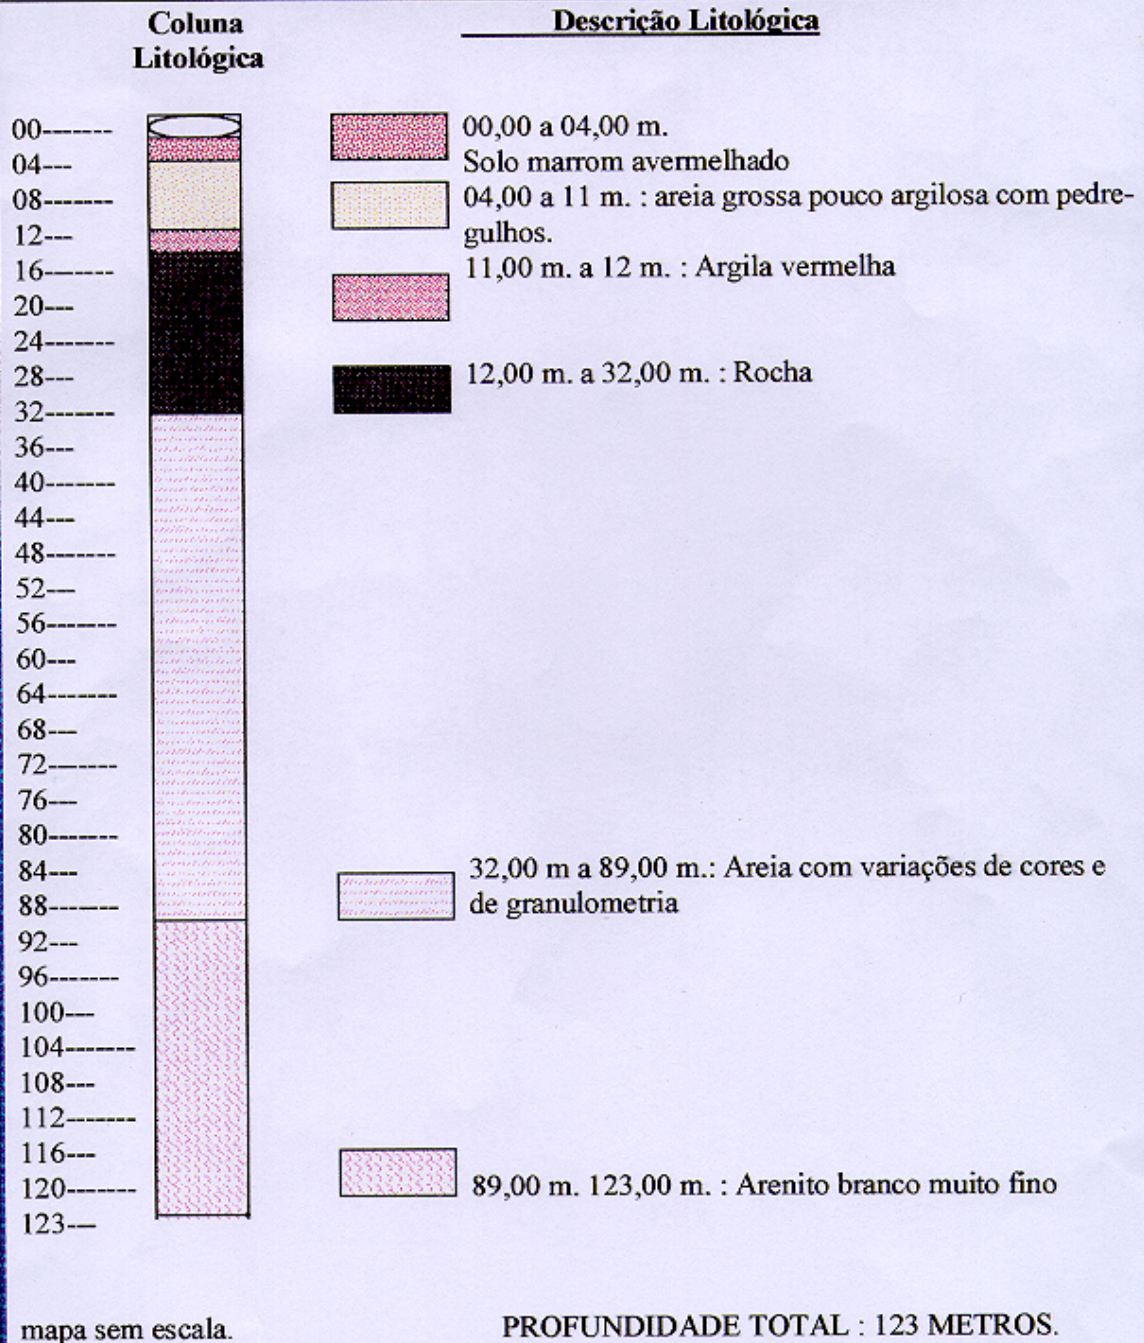 Coluna
Litológica
Descrição Litológica
00-------
04---
08-------
12---
16-------
20---
24-------
28---
32-------
36---
40-------
44---
48-------
52---
56-------
60---
64-------
68---
72-------
76---
80-------
84---
88-------
92---
96-------
100---
104-------
108---
112-------
116---
120-------
123---
00,00 a 04,00 m.
Solo marrom avermelhado
04,00 a 11 m. : areia grossa pouco argilosa com pedre-
gulhos.
11,00 m. a 12 m. : Argila vermelha
12,00 m. a 32,00 m. : Rocha
32,00 m a 89,00 m.: Areia com variações de cores e
de granulometria
89,00 m. 123,00 m. : Arenito branco muito fino
mapa sem escala.
PROFUNDIDADE TOTAL : 123 METROS.